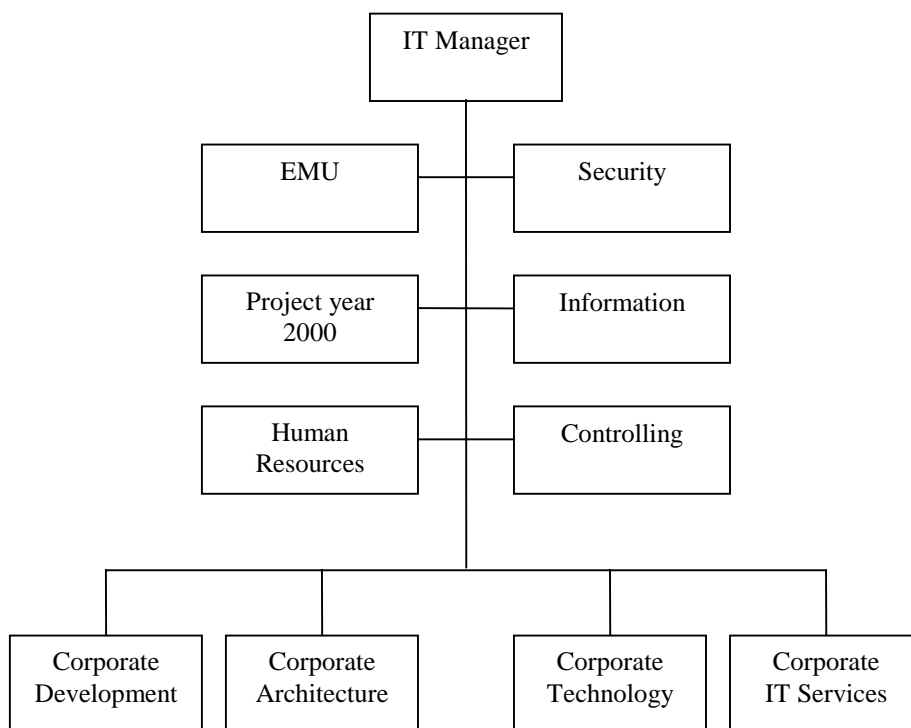 IT Manager
EMU
Security
Project year
2000
Information
Human
Resources
Controlling
Corporate
Development
Corporate
Architecture
Corporate
Technology
Corporate
IT Services